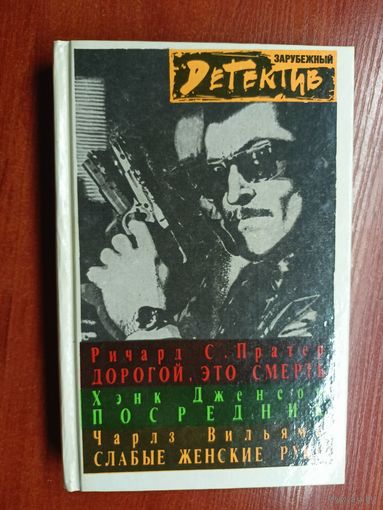 ЗАРУБЕЖНЫЙ
ДЕТЕКТИВ
Ричард С. Пратер
ДОРОГОЙ, ЭТО СМЕРТЬ
Хэнк Дженсон
ПОСРЕДНИК
Чарлз Вильямс
СЛАБЫЕ ЖЕНСКИЕ РУКИ